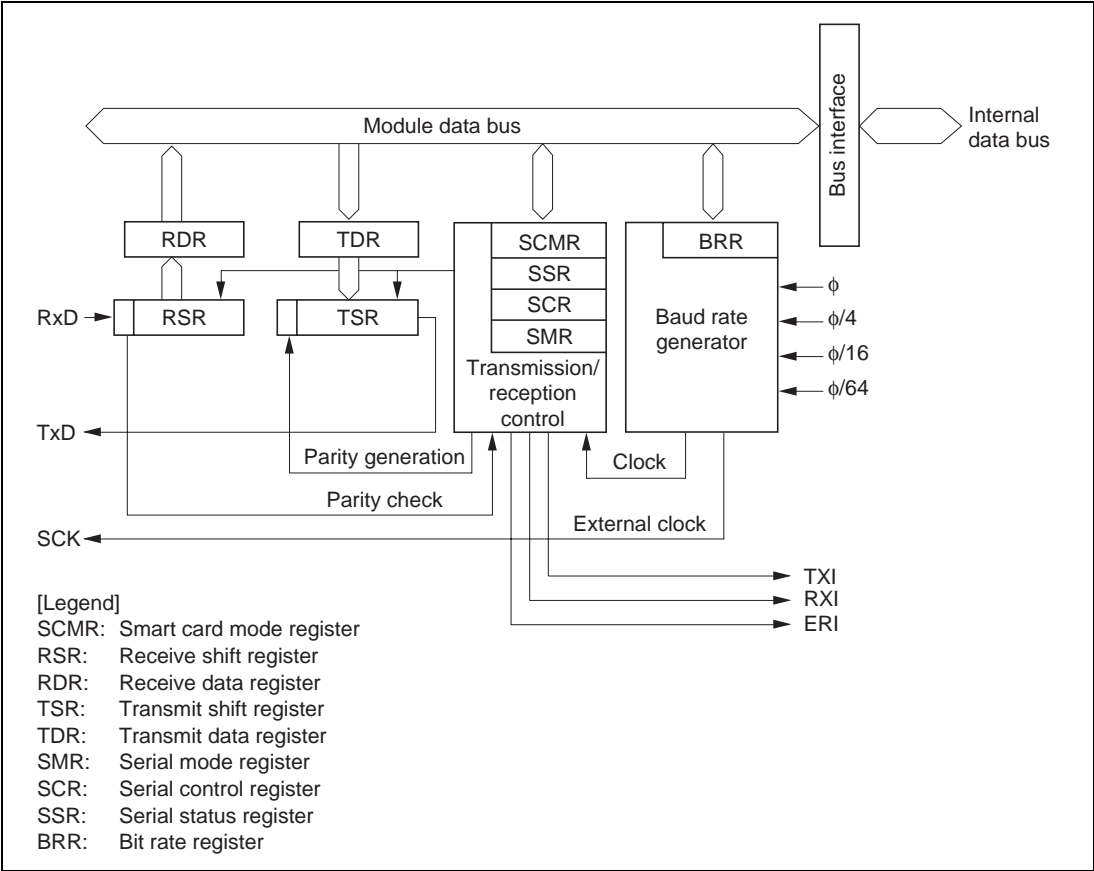 Module data bus
Bus interface
Internal
data bus
RDR
TDR
SCMR
BRR
SSR
SCR
SMR
RxD
RSR
TSR
Baud rate
generator
φ
φ/4
φ/16
φ/64
Transmission/
reception
control
TxD
Parity generation
Clock
Parity check
External clock
SCK
TXI
RXI
ERI
[Legend]
SCMR: Smart card mode register
RSR: Receive shift register
RDR: Receive data register
TSR: Transmit shift register
TDR: Transmit data register
SMR: Serial mode register
SCR: Serial control register
SSR: Serial status register
BRR: Bit rate register